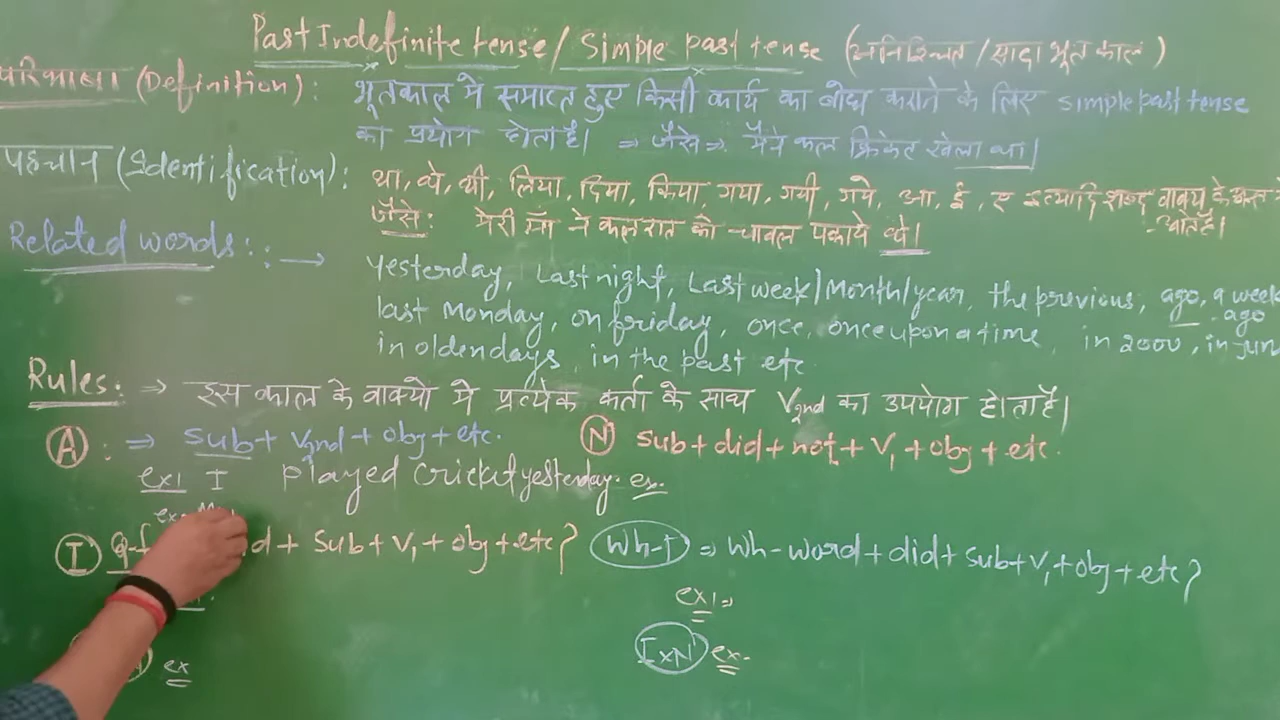 Past Indefinite tense / Simple past tense (अनिश्चित / सादा भूत काल)
परिभाषा (Definition): भूतकाल मे समाप्त हुए किसी कार्य का बोध कराने के लिए simple past tense
का प्रयोग होता है। ⇒ जैसे ⇒ मैने कल क्रिकेट खेला था।
पहचान (Identification): था, थे, थी, लिया, दिया, किया, गया, गयी, गये, आ, ई, ए इत्यादि शब्द वाक्य के अन्त
होते है।
जैसे: मेरी माँ ने कल रात को चावल पकाये थे।
Related words: :→ yesterday, Last night, Last week/Month/year, the previous, ago, a week ago
last Monday, on friday, once, once upon a time, in 2000, in jun
in olden days, in the past etc.
Rules: → इस काल के वाक्यो मे प्रत्येक कर्ता के साथ V2nd का उपयोग होता है।
(A): ⇒ sub + V2nd + obj + etc. (N) Sub + did + not + V1 + obj + etc.
ex1 I played cricket yesterday. ex.
ex
(I) + Sub + V1 + obj + etc? (Wh-I) ⇒ Wh-word + did + sub + V1 + obj + etc?
ex1⇒
ex (IxN) ex.